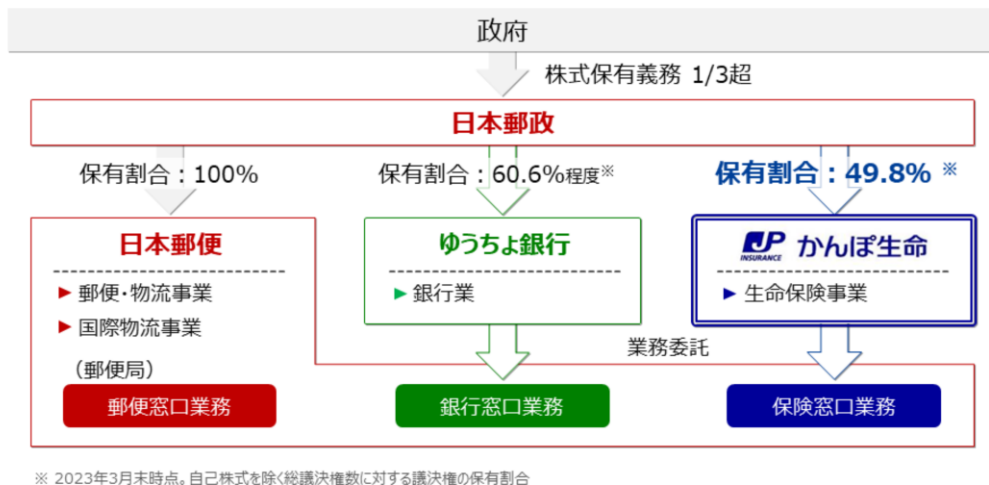 政府
株式保有義務 1/3超
日本郵政
保有割合：100%
保有割合：60.6%程度※
保有割合：49.8% ※
日本郵便
▶ 郵便・物流事業
▶ 国際物流事業
（郵便局）
郵便窓口業務
ゆうちょ銀行
▶ 銀行業
JP INSURANCE かんぽ生命
▶ 生命保険事業
業務委託
銀行窓口業務
保険窓口業務
※ 2023年3月末時点。自己株式を除く総議決権数に対する議決権の保有割合